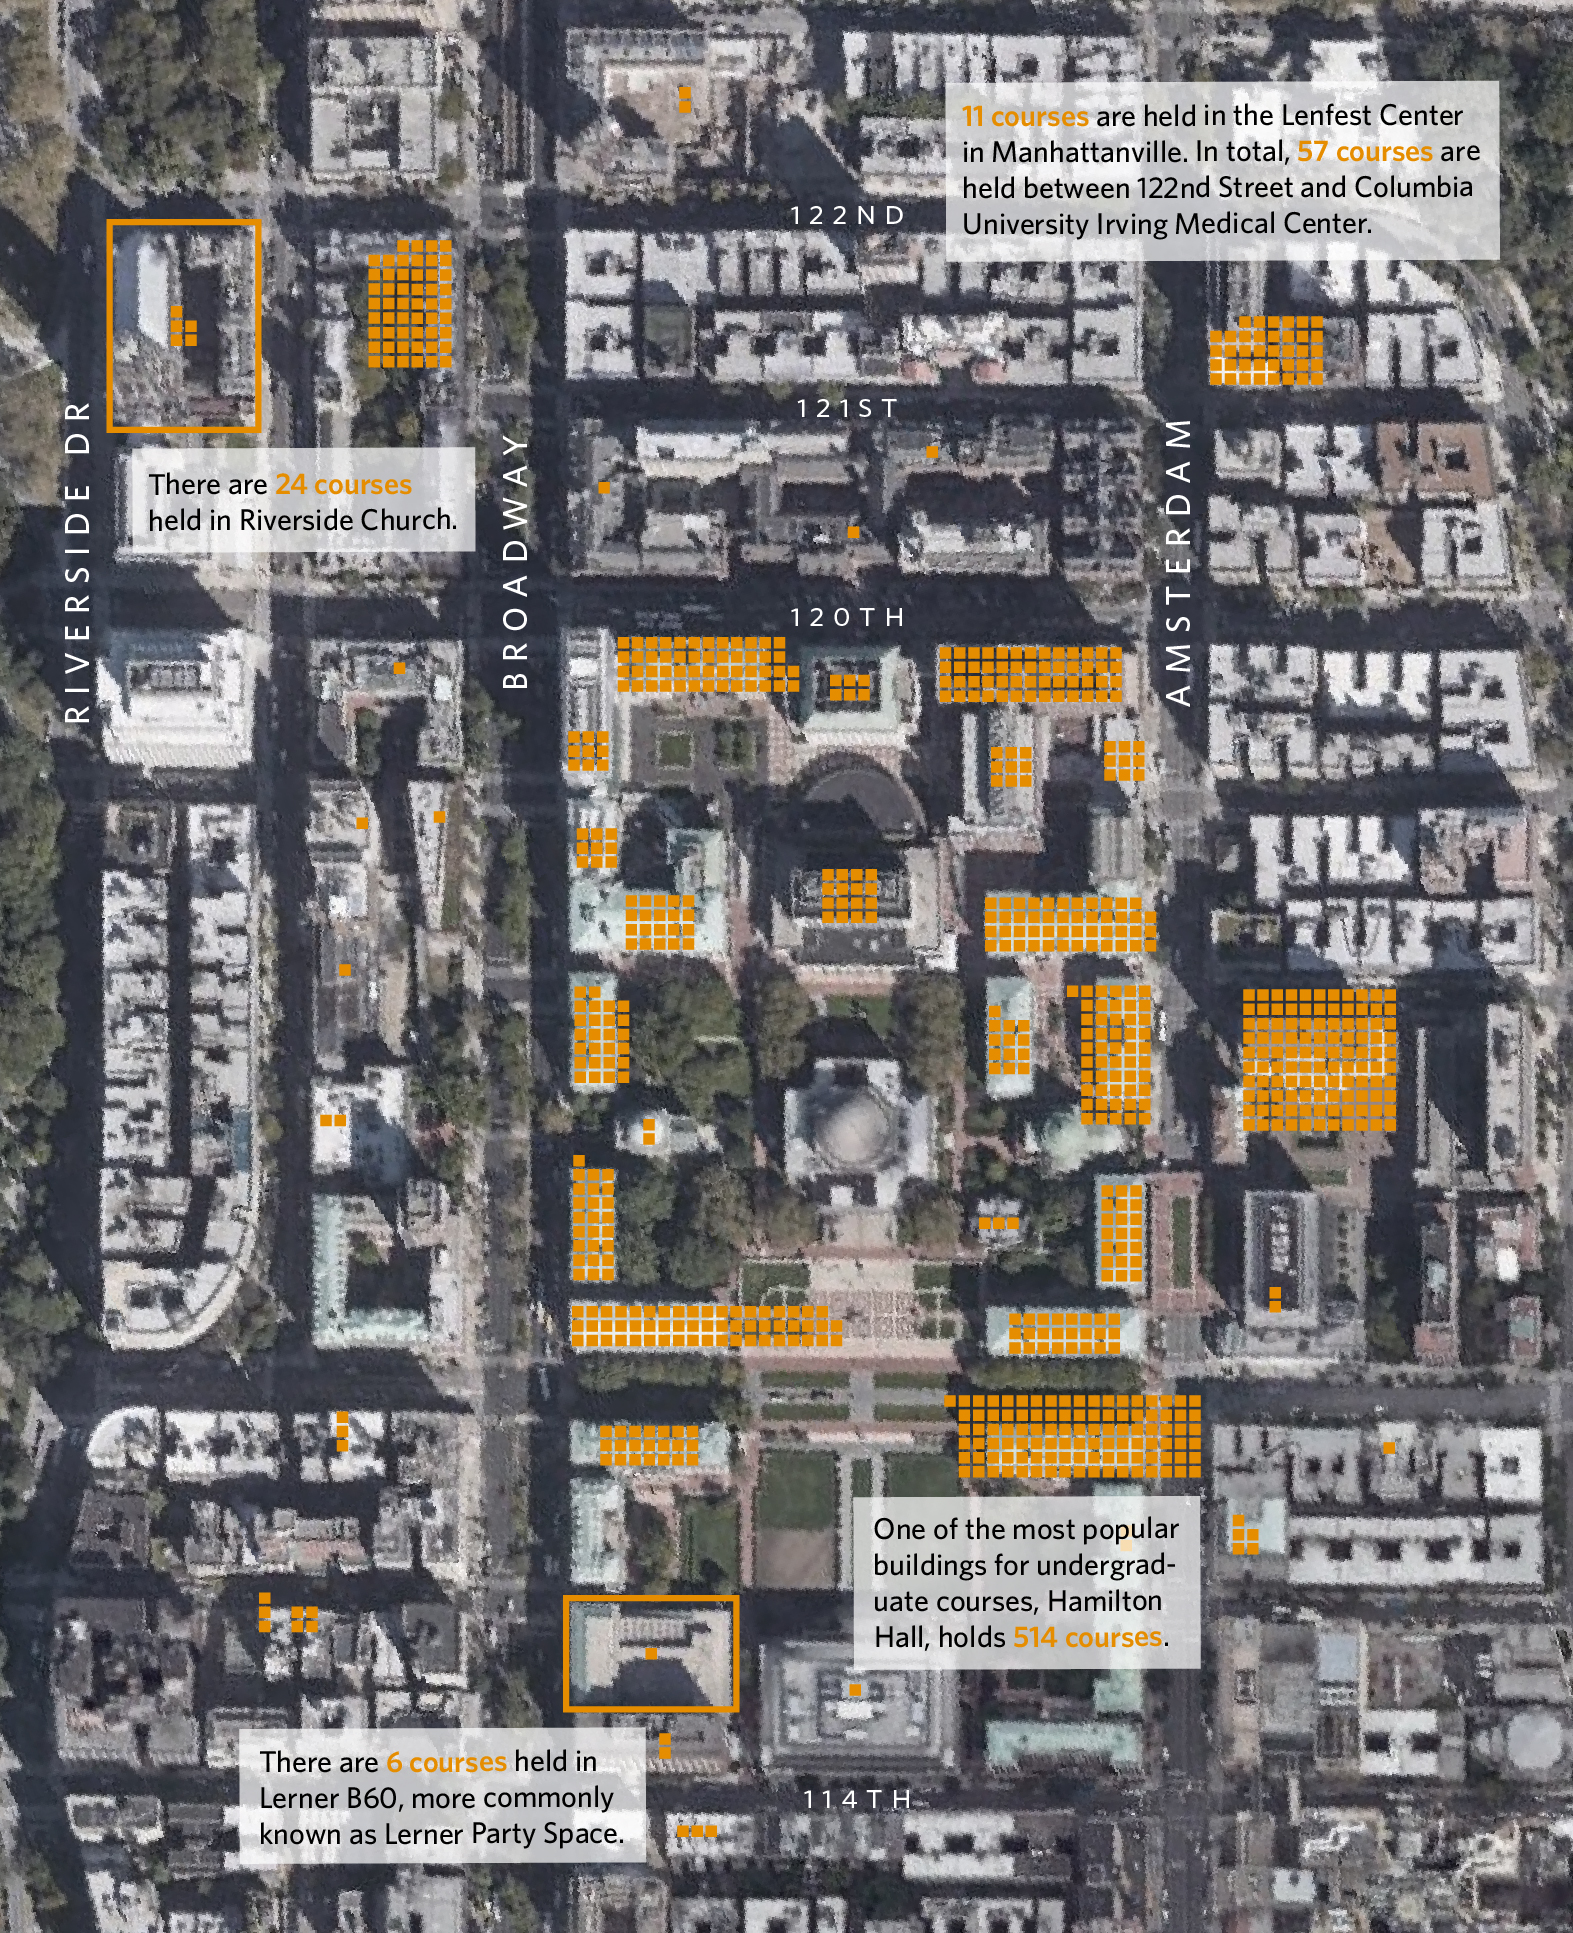 11 courses are held in the Lenfest Center
in Manhattanville. In total, 57 courses are
held between 122nd Street and Columbia
University Irving Medical Center.
122ND
121ST
RIVERSIDE DR
BROADWAY
AMSTERDAM
There are 24 courses
held in Riverside Church.
120TH
One of the most popular
buildings for undergrad-
uate courses, Hamilton
Hall, holds 514 courses.
There are 6 courses held in
Lerner B60, more commonly
known as Lerner Party Space.
114TH